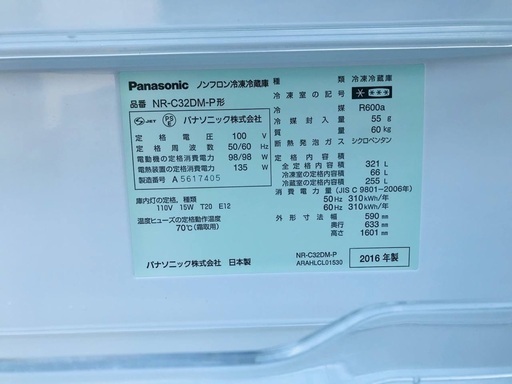 Panasonic ノンフロン冷凍冷蔵庫
品番 NR-C32DM-P形
JET PSE パナソニック株式会社
定格電圧 100 V
定格周波数 50/60 Hz
電動機の定格消費電力 98/98 W
電熱装置の定格消費電力 135 W
製造番号 A 5617405
庫内灯の定格、種類
110V 15W T20 E12
温度ヒューズの定格動作温度
70℃(霜取用)
パナソニック株式会社 日本製
種類 冷凍冷蔵庫
冷凍室の記号
冷媒 R600a
冷媒封入量 55 g
質量 60 kg
断熱発泡ガス シクロペンタン
定格内容積
全定格内容積 321 L
冷凍室の定格内容積 66 L
冷蔵室の定格内容積 255 L
消費電力量(JIS C 9801-2006年)
50Hz 310kWh/年
60Hz 310kWh/年
外形寸法 幅 590 mm
奥行 633 mm
高さ 1601 mm
NR-C32DM-P
ARAHLCL01530
2016 年製